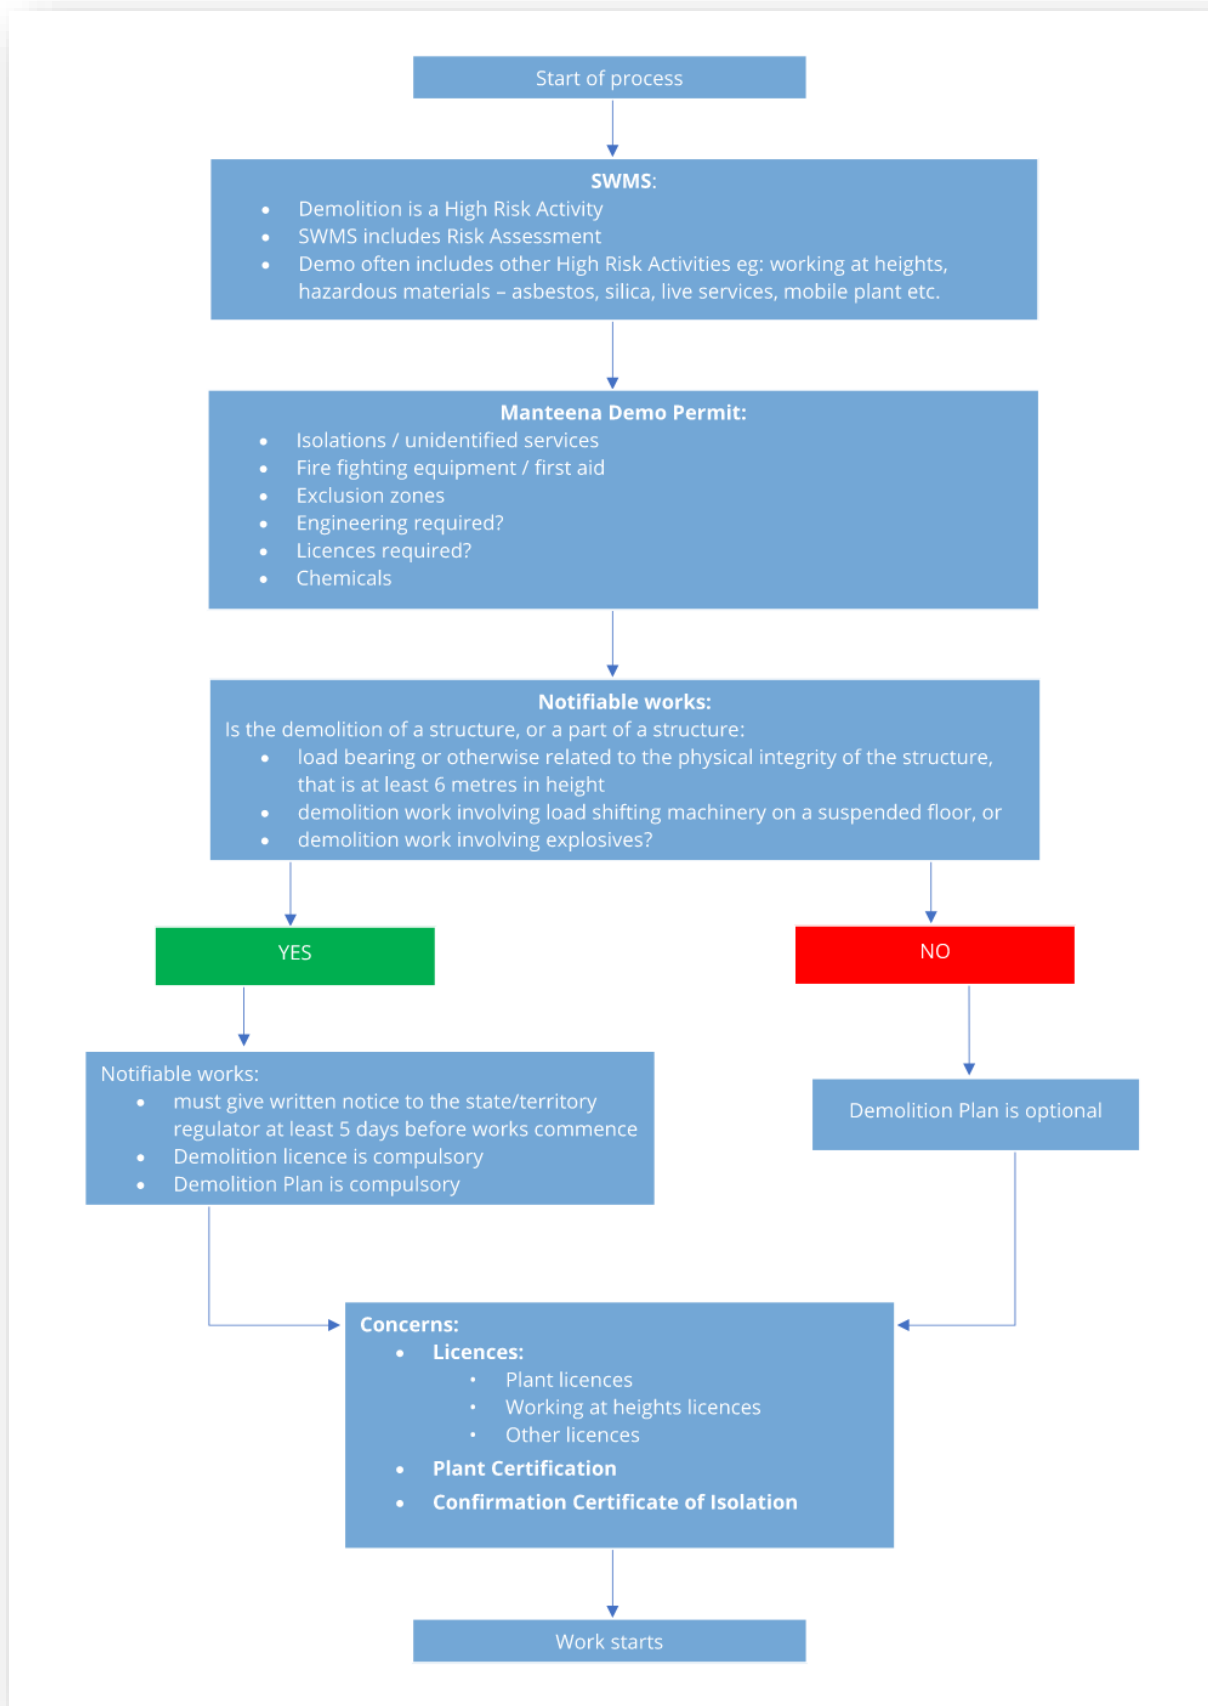 Start of process
SWMS:
• Demolition is a High Risk Activity
• SWMS includes Risk Assessment
• Demo often includes other High Risk Activities eg: working at heights,
hazardous materials – asbestos, silica, live services, mobile plant etc.
Manteena Demo Permit:
• Isolations / unidentified services
• Fire fighting equipment / first aid
• Exclusion zones
• Engineering required?
• Licences required?
• Chemicals
Notifiable works:
Is the demolition of a structure, or a part of a structure:
• load bearing or otherwise related to the physical integrity of the structure,
that is at least 6 metres in height
• demolition work involving load shifting machinery on a suspended floor, or
• demolition work involving explosives?
YES
NO
Notifiable works:
• must give written notice to the state/territory
regulator at least 5 days before works commence
• Demolition licence is compulsory
• Demolition Plan is compulsory
Demolition Plan is optional
Concerns:
• Licences:
• Plant licences
• Working at heights licences
• Other licences
• Plant Certification
• Confirmation Certificate of Isolation
Work starts